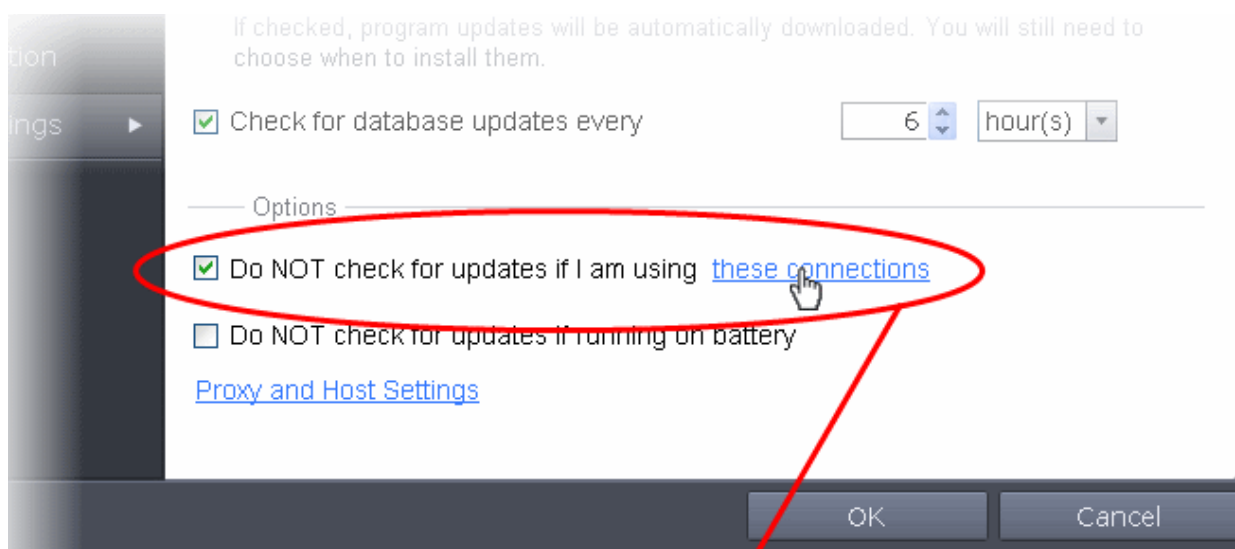 If checked, program updates will be automatically downloaded. You will still need to
choose when to install them.
tion
ings
Check for database updates every 6 hour(s)
Options
Do NOT check for updates if I am using these connections
Do NOT check for updates if running on battery
Proxy and Host Settings
OK Cancel